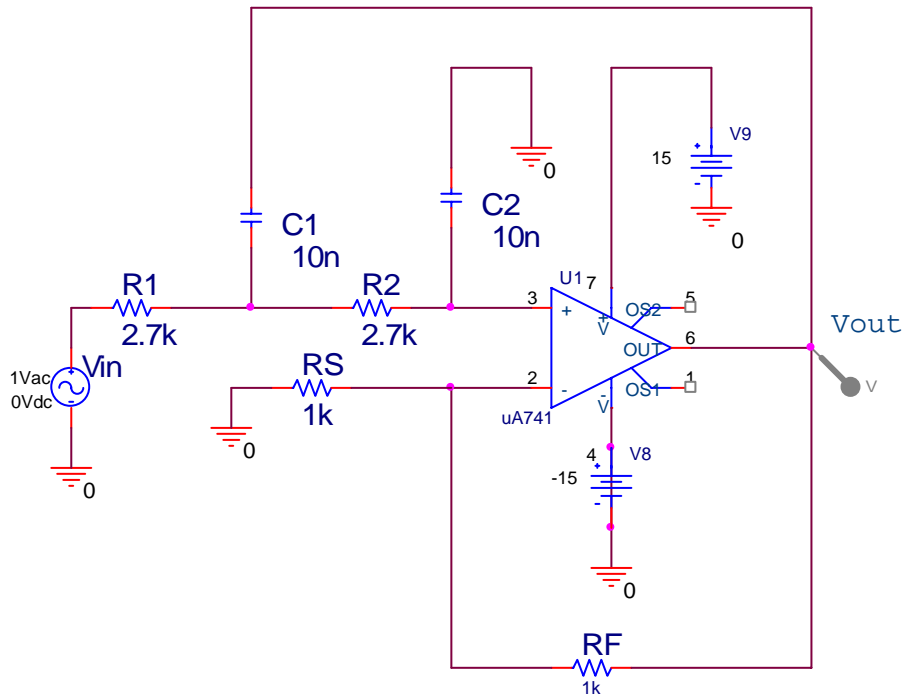 V9
15
0
0
C1
10n
C2
10n
R1
2.7k
R2
2.7k
U1
7
3
+
+
V
OS2
5
OUT
6
Vout
V
1Vac
0Vdc
Vin
+
-
0
RS
1k
0
2
-
-
V
OS1
1
uA741
4
V8
-15
+
-
0
+
-
RF
1k